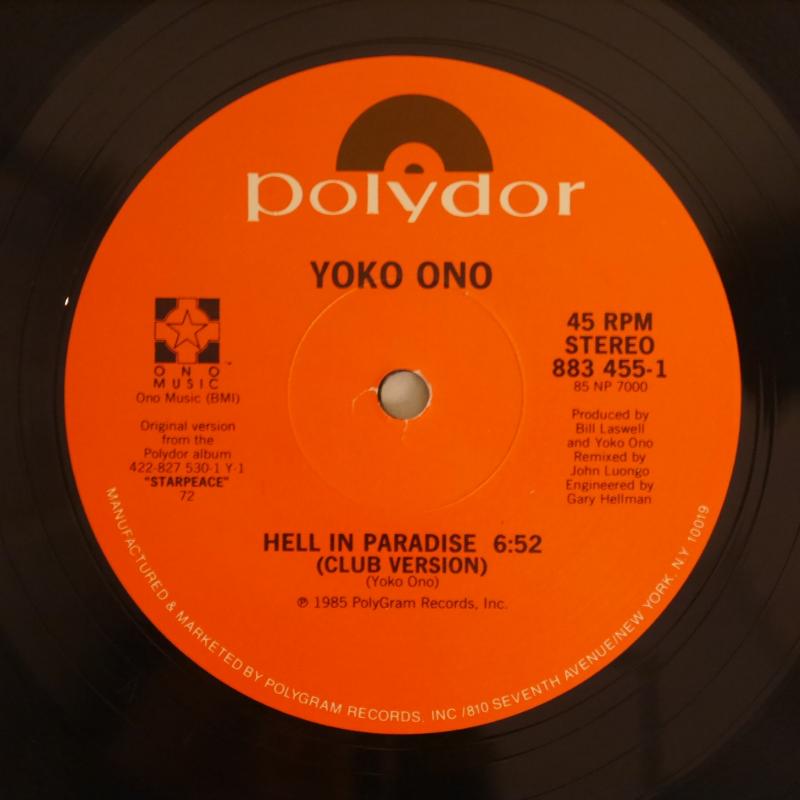 polydor
YOKO ONO
ONO
MUSIC
™
Ono Music (BMI)
Original version
from the
Polydor album
422-827 530-1 Y-1
"STARPEACE"
72
45 RPM
STEREO
883 455-1
85 NP 7000
Produced by
Bill Laswell
and Yoko Ono
Remixed by
John Luongo
Engineered by
Gary Hellman
HELL IN PARADISE 6:52
(CLUB VERSION)
(Yoko Ono)
℗ 1985 PolyGram Records, Inc.
MANUFACTURED & MARKETED BY POLYGRAM RECORDS, INC /810 SEVENTH AVENUE/NEW YORK, N.Y 10019